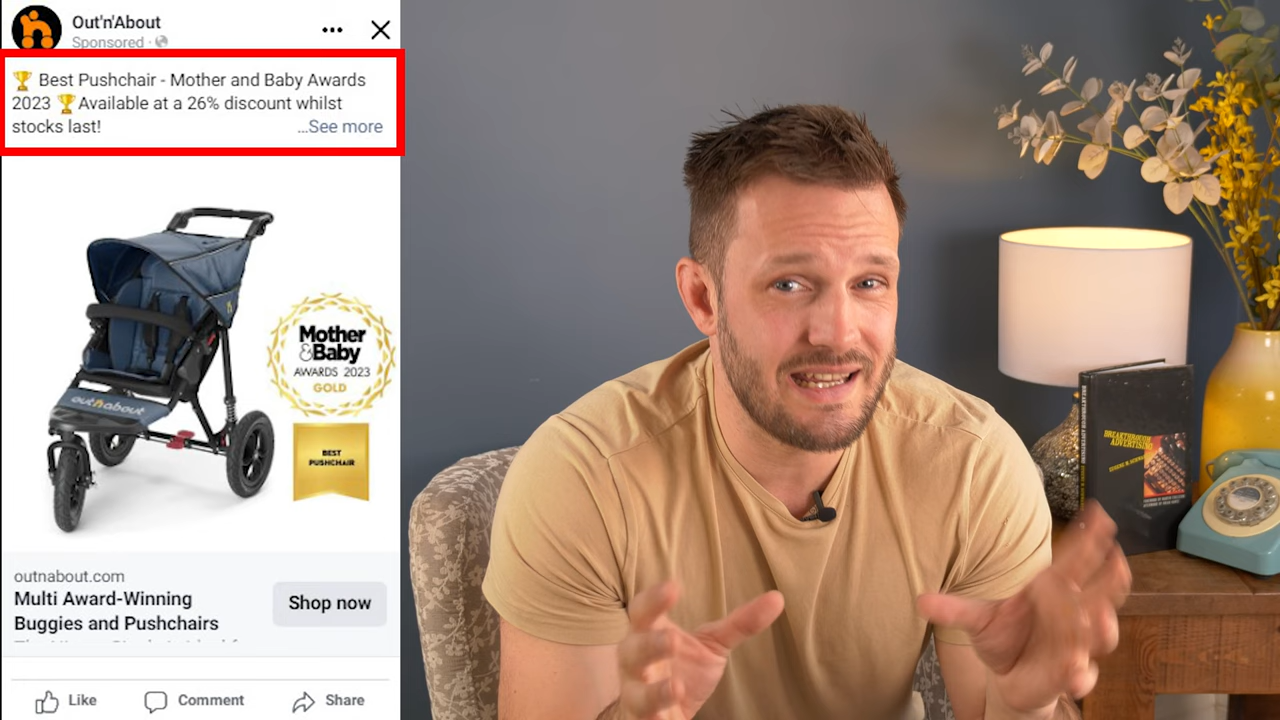 Out'n'About
Sponsored ·
🏆 Best Pushchair - Mother and Baby Awards
2023 🏆Available at a 26% discount whilst
stocks last!
...See more
outnabout
Mother
&Baby
AWARDS 2023
GOLD
BEST
PUSHCHAIR
outnabout.com
Multi Award-Winning
Buggies and Pushchairs
Shop now
Like
Comment
Share
BREAKTHROUGH
ADVERTISING